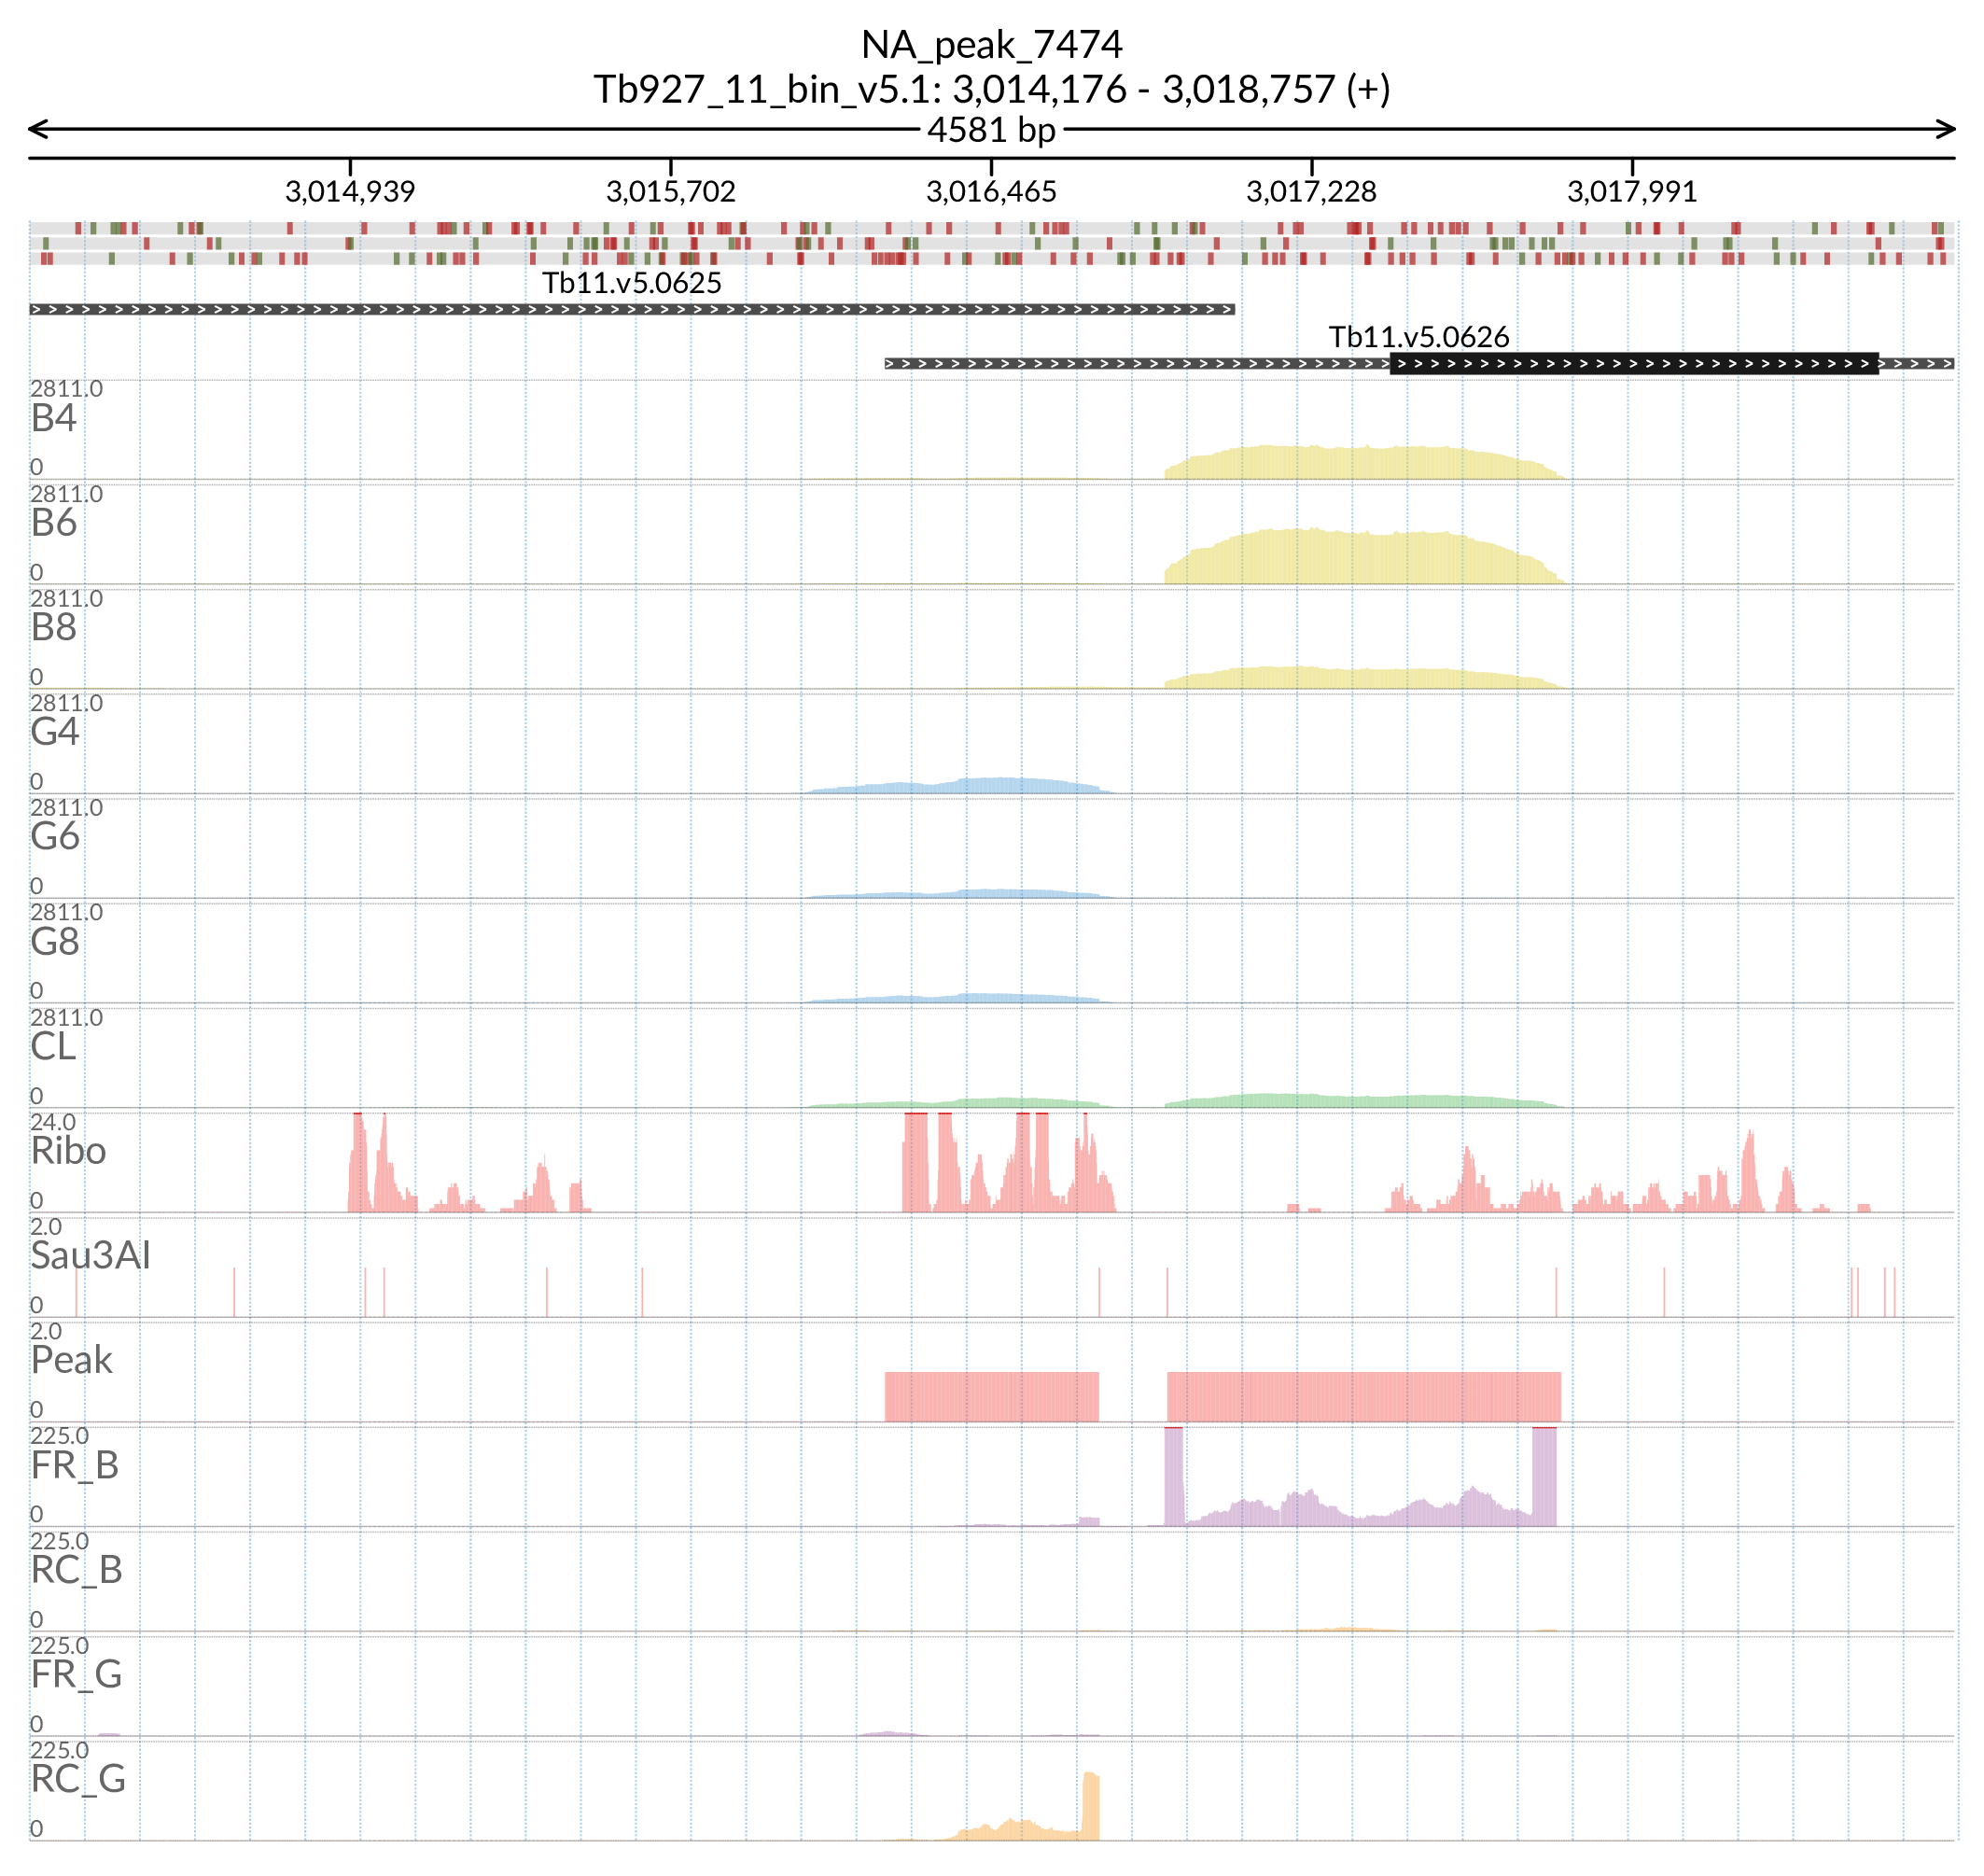 NA_peak_7474
Tb927_11_bin_v5.1: 3,014,176 - 3,018,757 (+)
4581 bp
3,014,939 3,015,702 3,016,465 3,017,228 3,017,991
Tb11.v5.0625
Tb11.v5.0626
2811.0
B4
0
2811.0
B6
0
2811.0
B8
0
2811.0
G4
0
2811.0
G6
0
2811.0
G8
0
2811.0
CL
0
24.0
Ribo
0
2.0
Sau3AI
0
2.0
Peak
0
225.0
FR_B
0
225.0
RC_B
0
225.0
FR_G
0
225.0
RC_G
0